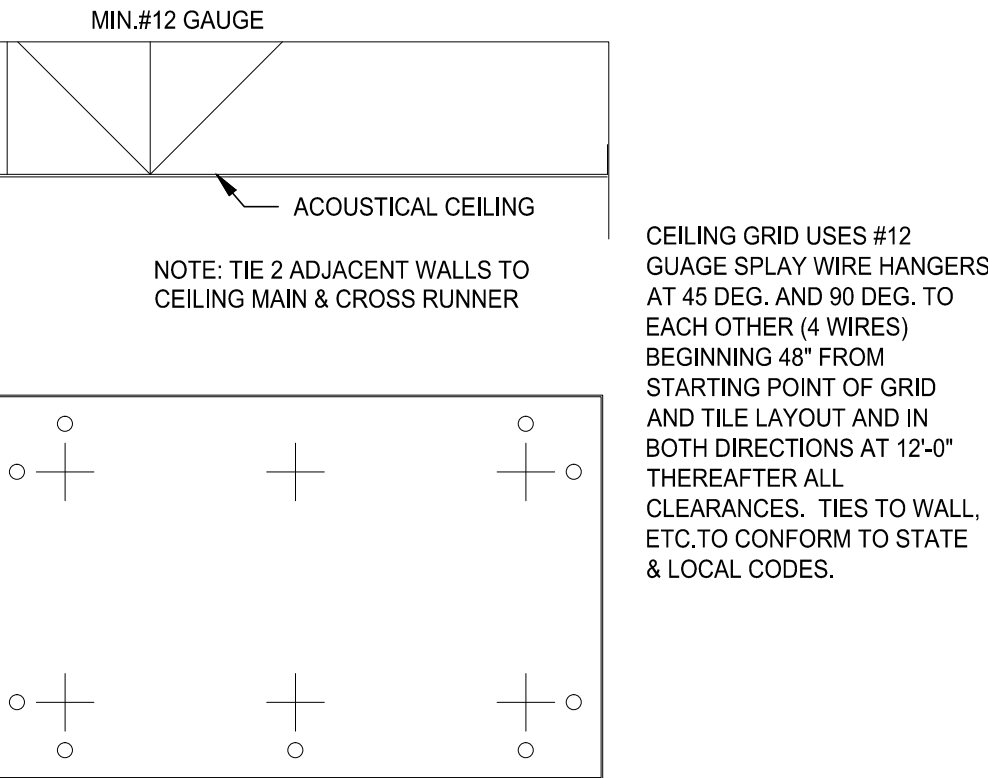 MIN.#12 GAUGE
ACOUSTICAL CEILING
NOTE: TIE 2 ADJACENT WALLS TO
CEILING MAIN & CROSS RUNNER
CEILING GRID USES #12
GUAGE SPLAY WIRE HANGERS
AT 45 DEG. AND 90 DEG. TO
EACH OTHER (4 WIRES)
BEGINNING 48" FROM
STARTING POINT OF GRID
AND TILE LAYOUT AND IN
BOTH DIRECTIONS AT 12'-0"
THEREAFTER ALL
CLEARANCES.  TIES TO WALL,
ETC.TO CONFORM TO STATE
& LOCAL CODES.